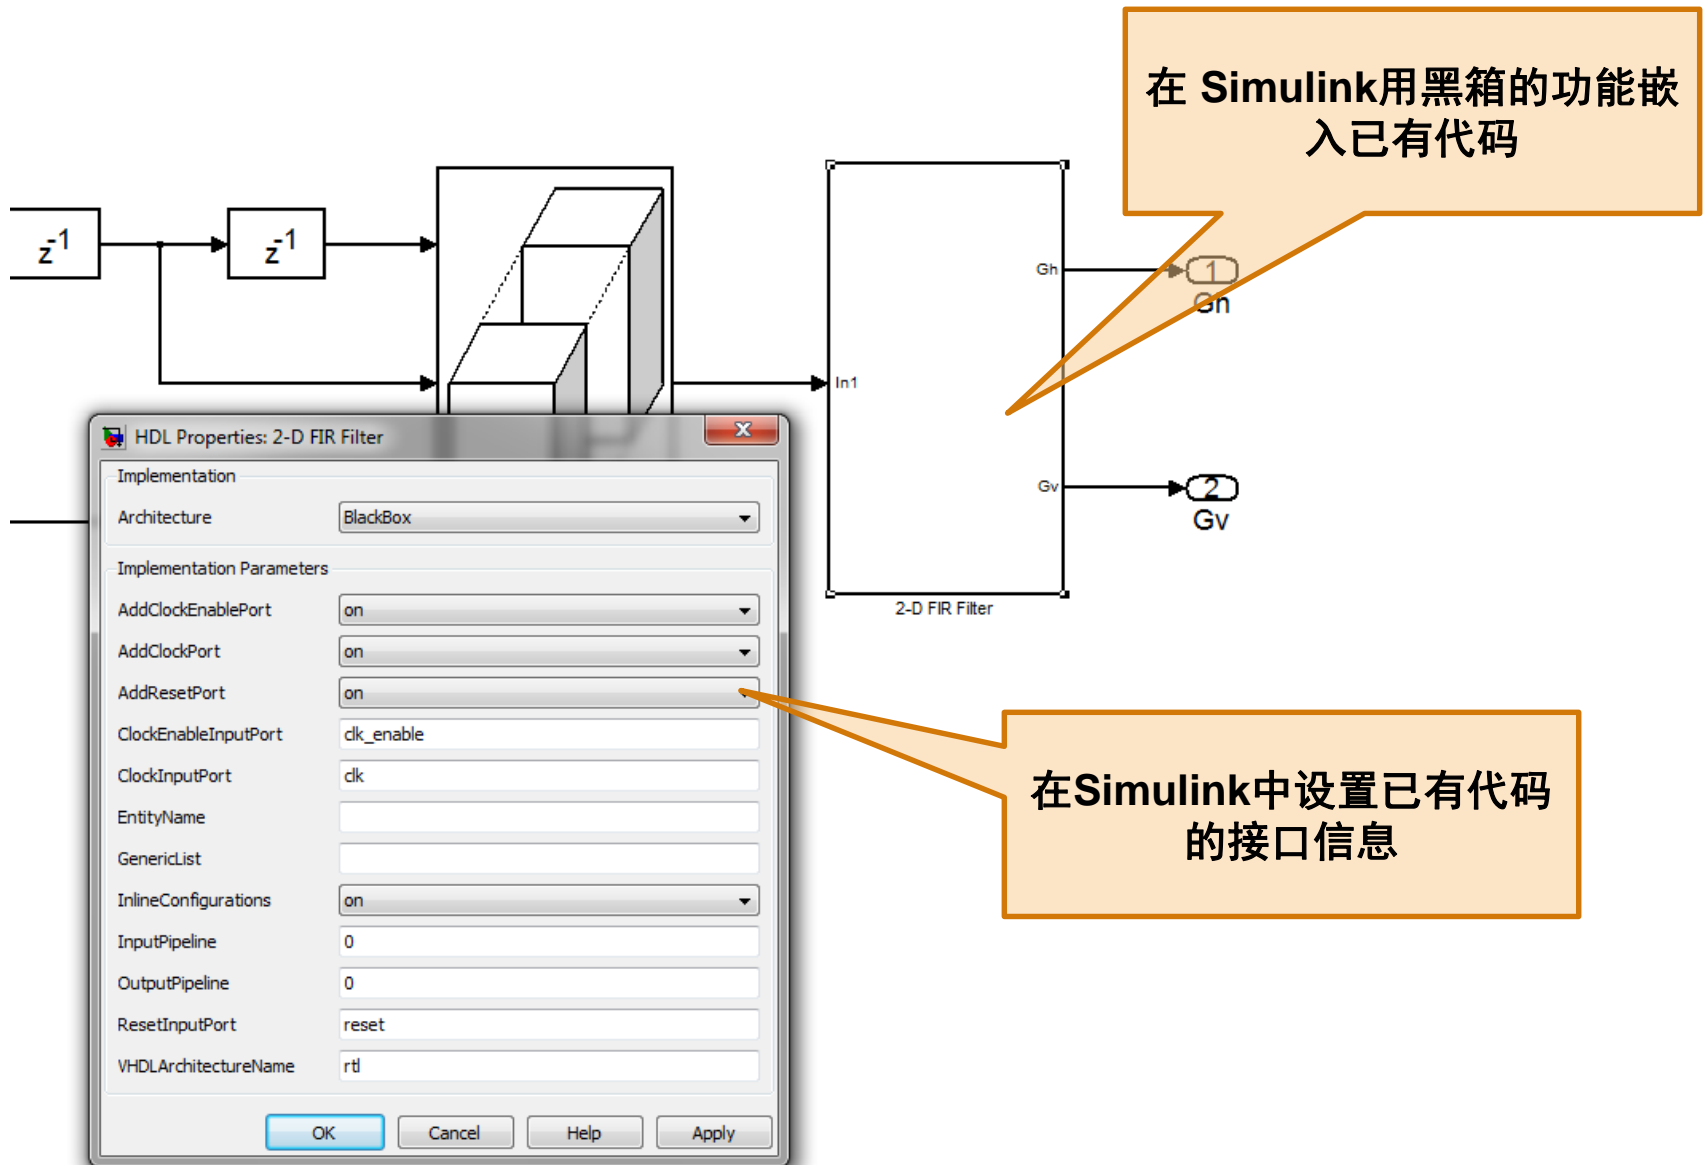 在 Simulink用黑箱的功能嵌
入已有代码
z-1
z-1
Gh
1
Gh
In1
Gv
2
Gv
2-D FIR Filter
HDL Properties: 2-D FIR Filter
Implementation
Architecture BlackBox
Implementation Parameters
AddClockEnablePort on
AddClockPort on
AddResetPort on
ClockEnableInputPort clk_enable
ClockInputPort clk
EntityName
GenericList
InlineConfigurations on
InputPipeline 0
OutputPipeline 0
ResetInputPort reset
VHDLArchitectureName rtl
OK Cancel Help Apply
在Simulink中设置已有代码
的接口信息